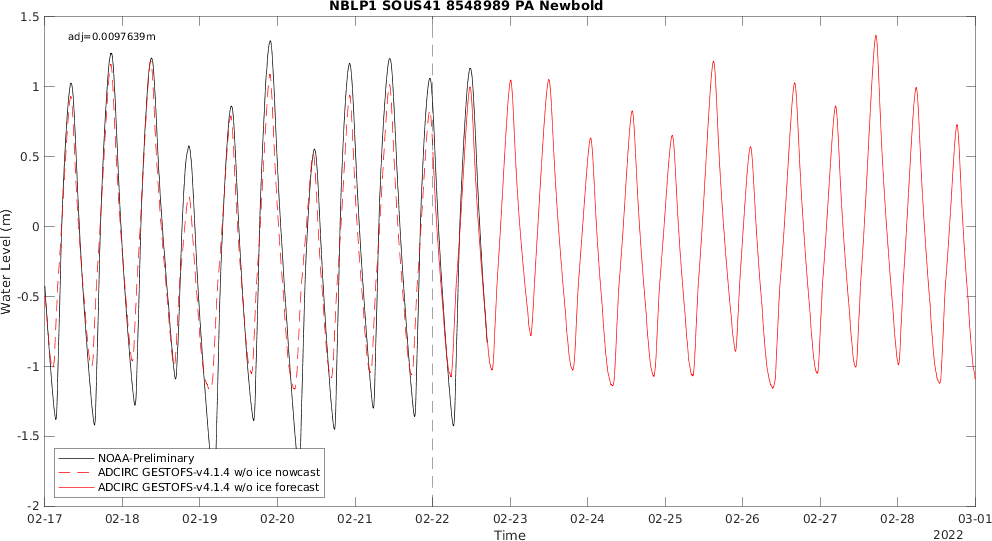 NBLP1 SOUS41 8548989 PA Newbold
adj=0.0097639m
1.5
1
0.5
0
-0.5
-1
-1.5
-2
Water Level (m)
NOAA-Preliminary
ADCIRC GESTOFS-v4.1.4 w/o ice nowcast
ADCIRC GESTOFS-v4.1.4 w/o ice forecast
02-17 02-18 02-19 02-20 02-21 02-22 02-23 02-24 02-25 02-26 02-27 02-28 03-01
Time
2022